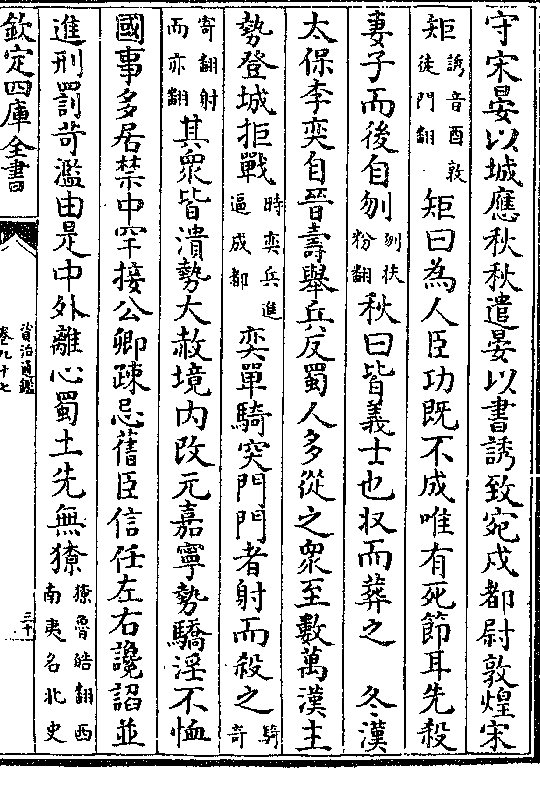 守宋晏以城應秋秋遣晏以書誘致宛戍都尉敦煌宋
矩誘音酉敦徒門翻矩曰為人臣功既不成唯有死節耳先殺
妻子而後自刎刎扶粉翻秋曰皆義士也収而葬之 冬漢
太保李奕自晉壽舉兵反蜀人多從之衆至數萬漢主
勢登城拒戰時奕兵進逼成都奕單騎突門門者射而殺之騎奇
寄翻射而亦翻其衆皆潰勢大赦境内改元嘉寧勢驕淫不恤
國事多居禁中罕接公卿疎忌舊臣信任左右讒諂並
進刑罰苛濫由是中外離心蜀土先無獠獠魯皓翻西南夷名北史
欽定四庫全書
資治通鑑
卷九十七
三十